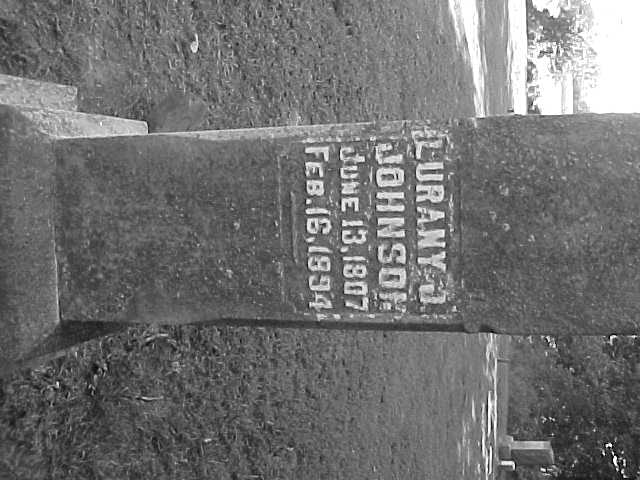 LURANY J
JOHNSON
JUNE 13, 1807
FEB. 16, 1894